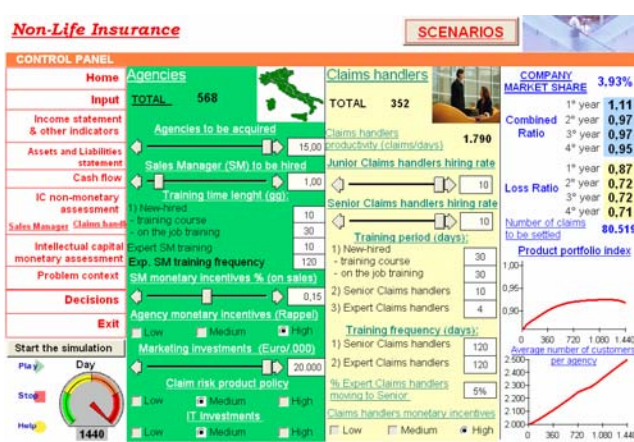 Non-Life Insurance
SCENARIOS
CONTROL PANEL
Home
Input
Income statement
& other indicators
Assets and Liabilities
statement
Cash flow
IC non-monetary
assessment
Sales Manager Claims handl
Intellectual capital
monetary assessment
Problem context
Decisions
Exit
Start the simulation
Play
Stop
Help
Day
1440
Agencies
TOTAL 568
Agencies to be acquired
15,00
Sales Manager (SM) to be hired
1,00
Training time lenght (gg):
1) New-hired
- training course 10
- on the job training 30
Expert SM training 10
Exp. SM training frequency 120
SM monetary incentives % (on sales)
0,15
Agency monetary incentives (Rappel)
Low Medium High
Marketing investments (Euro/.000)
20.000
Claim risk product policy
Low Medium High
IT Investments
Low Medium High
Claims handlers
TOTAL 352
Claims handlers
productivity (claims/days) 1.790
Junior Claims handlers hiring rate
10
Senior Claims handlers hiring rate
10
Training period (days):
1) New-hired
- training course 30
- on the job training 30
2) Senior Claims handlers 10
3) Expert Claims handlers 4
Training frequency (days):
1) Senior Claims handlers 120
2) Expert Claims handlers 120
% Expert Claims handlers
moving to Senior: 5%
Claims handlers monetary incentives
Low Medium High
COMPANY
MARKET SHARE 3,93%
Combined
Ratio
1° year 1,11
2° year 0,97
3° year 0,97
4° year 0,95
Loss Ratio
1° year 0,87
2° year 0,72
3° year 0,72
4° year 0,71
Number of claims
to be settled 80.519
Product portfolio index
1,00
0,90
0 360 720 1.080 1.440
Average number of customers
per agency
2.500
2.400
2.300
2.200
2.100
2.000
0 360 720 1.080 1.440